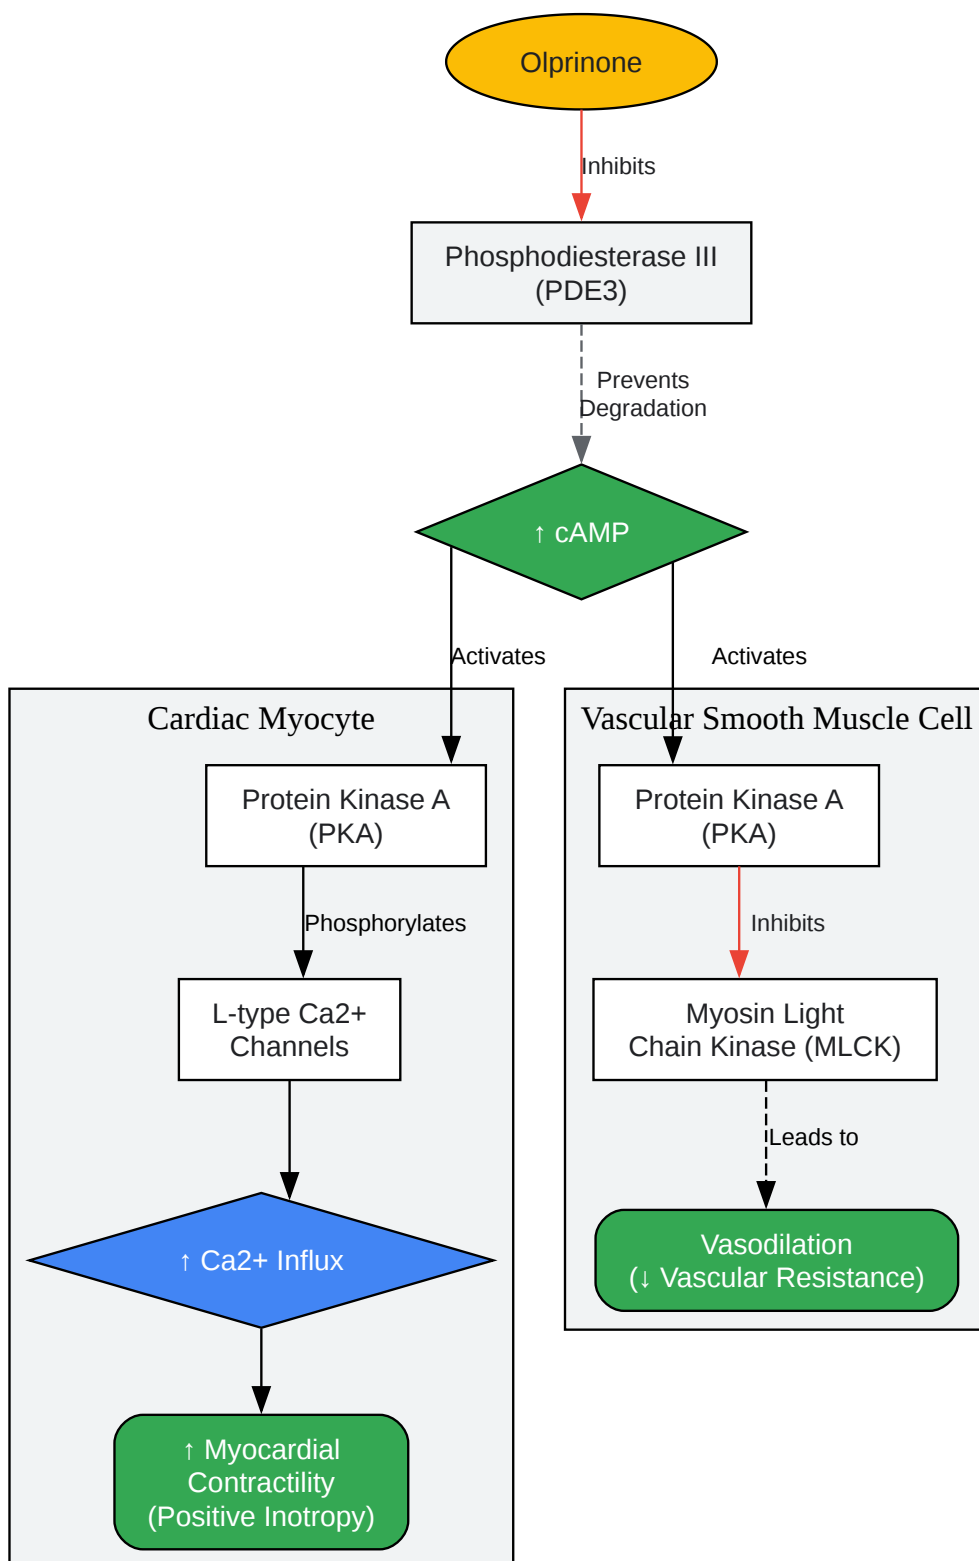 Olprinone
Inhibits
Phosphodiesterase III
(PDE3)
Prevents
Degradation
↑ cAMP
Activates
Activates
Cardiac Myocyte
Protein Kinase A
(PKA)
Phosphorylates
L-type Ca2+
Channels
↑ Ca2+ Influx
↑ Myocardial
Contractility
(Positive Inotropy)
Vascular Smooth Muscle Cell
Protein Kinase A
(PKA)
Inhibits
Myosin Light
Chain Kinase (MLCK)
Leads to
Vasodilation
(↓ Vascular Resistance)